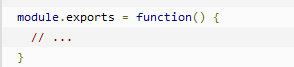 module.exports = function() {
  // ...
}